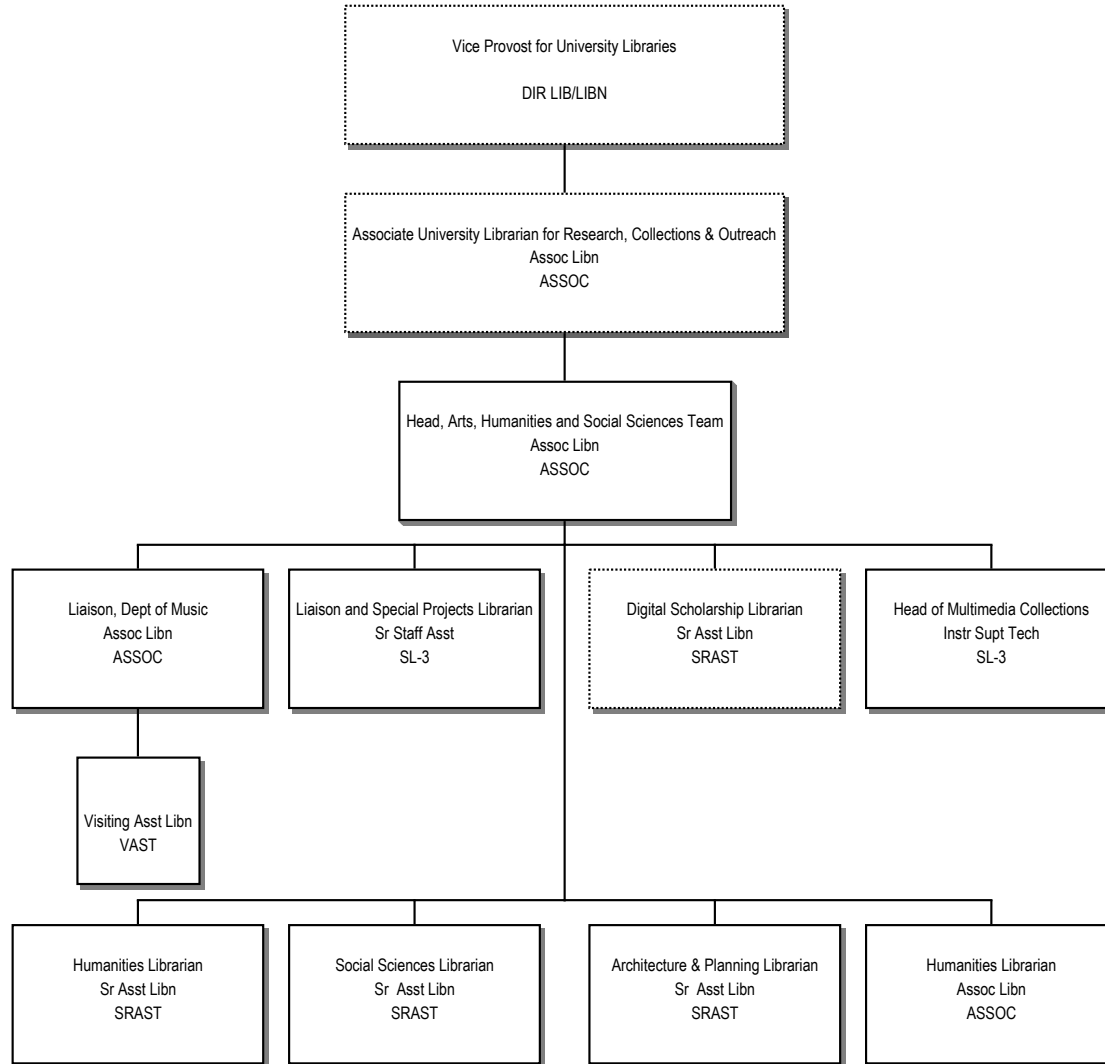 Vice Provost for University Libraries
DIR LIB/LIBN
Associate University Librarian for Research, Collections & Outreach
Assoc Libn
ASSOC
Head, Arts, Humanities and Social Sciences Team
Assoc Libn
ASSOC
Liaison, Dept of Music
Assoc Libn
ASSOC
Liaison and Special Projects Librarian
Sr Staff Asst
SL-3
Digital Scholarship Librarian
Sr Asst Libn
SRAST
Head of Multimedia Collections
Instr Supt Tech
SL-3
Visiting Asst Libn
VAST
Humanities Librarian
Sr Asst Libn
SRAST
Social Sciences Librarian
Sr Asst Libn
SRAST
Architecture & Planning Librarian
Sr Asst Libn
SRAST
Humanities Librarian
Assoc Libn
ASSOC